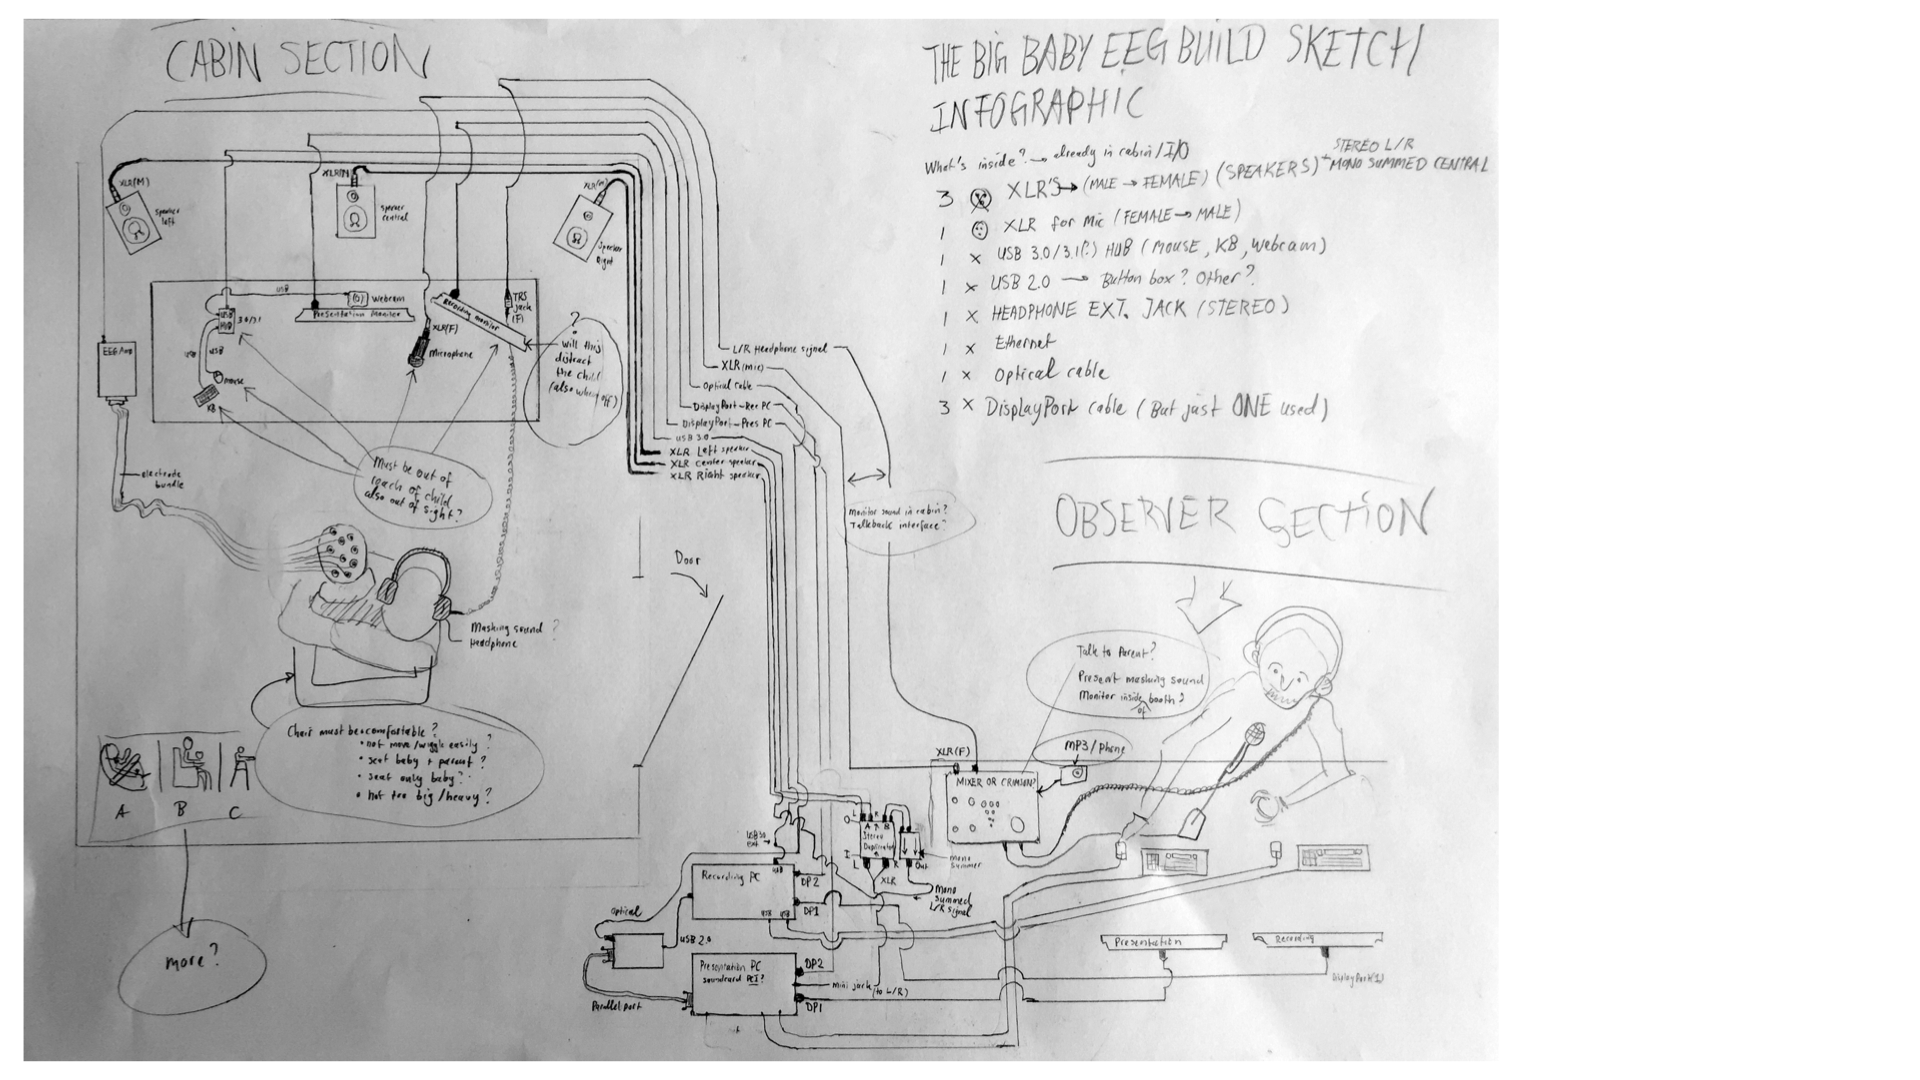 CABIN SECTION
THE BIG BABY EEG BUILD SKETCH
INFOGRAPHIC
What's inside? → already in cabin/I/O
STEREO L/R
3 XLR'S → (MALE → FEMALE) (SPEAKERS) + MONO SUMMED CENTRAL
1 XLR for Mic (FEMALE → MALE)
1 x USB 3.0/3.1(?) HUB (MOUSE, KB, webcam)
1 x USB 2.0 → Button box? Other?
1 x HEADPHONE EXT. JACK (STEREO)
1 x Ethernet
1 x Optical cable
3 x DisplayPort cable (But just ONE used)
XLR(M)
speaker
left
XLR(M)
speaker
central
XLR(M)
Speaker
Right
USB
webcam
Presentation Monitor
Recording monitor
TRS
jack
(F)
USB
HUB
3.0/3.1
USB
USB
mouse
KB
XLR(F)
Microphone
EEG Amp
?
Will this
distract
the child
(also when off)
Must be out of
reach of child
also out of sight?
electrode
bundle
L/R Headphone signal
XLR (Mic)
Optical cable
DisplayPort - Rec PC
DisplayPort - Pres PC
USB 3.0
XLR Left speaker
XLR Center speaker
XLR Right speaker
Monitor sound in cabin?
Talkback interface?
Door
Masking sound ?
Headphone
OBSERVER SECTION
Talk to Parent?
Present masking sound
Monitor inside booth?
of
Chair must be comfortable?
• not move/wiggle easily ?
• seat baby + parent ?
• seat only baby?
• not too big/heavy?
A B C
more?
XLR(F)
MP3/phone
MIXER OR CRIMSON?
L R
A B
O
Stereo
Duplicator
I
L R
Out
XLR
mono
summer
Mono
summed
L/R signal
USB 3.0
ext
Recording PC
USB
DP2
DP1
USB USB
Optical
USB 2.0
Presentation PC
soundcard PCI?
DP2
mini jack (to L/R)
DP1
Parallel port
Presentation
Recording
DisplayPort(1)